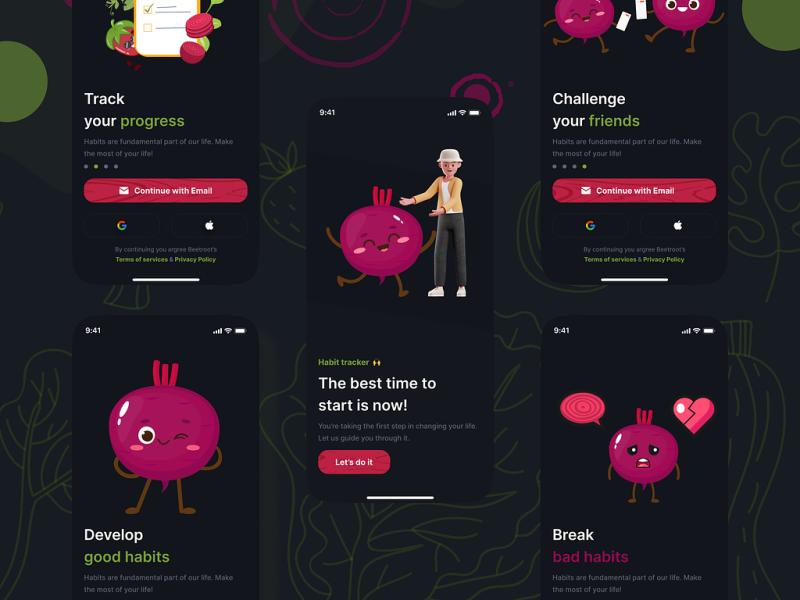 Track
your progress
Habits are fundamental part of our life. Make
the most of your life!
Continue with Email
By continuing you argree Beetroot's
Terms of services & Privacy Policy
9:41
Develop
good habits
Habits are fundamental part of our life. Make
the most of your life!
9:41
Habit tracker 🙌
The best time to
start is now!
You're taking the first step in changing your life.
Let us guide you through it.
Let's do it
Challenge
your friends
Habits are fundamental part of our life. Make
the most of your life!
Continue with Email
By continuing you argree Beetroot's
Terms of services & Privacy Policy
9:41
Break
bad habits
Habits are fundamental part of our life. Make
the most of your life!